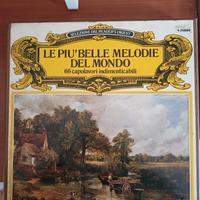 SELEZIONE DAL READER'S DIGEST
LE PIU' BELLE MELODIE
DEL MONDO
66 capolavori indimenticabili